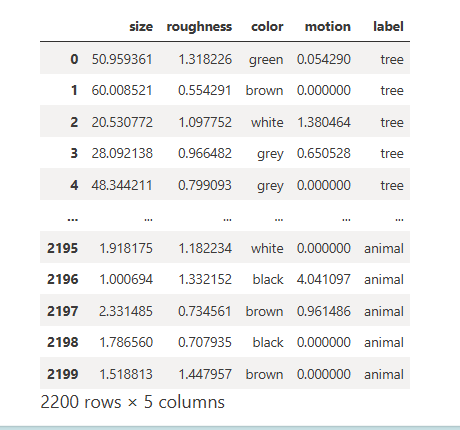 size roughness color motion label
0 50.959361 1.318226 green 0.054290 tree
1 60.008521 0.554291 brown 0.000000 tree
2 20.530772 1.097752 white 1.380464 tree
3 28.092138 0.966482 grey 0.650528 tree
4 48.344211 0.799093 grey 0.000000 tree
... ... ... ... ... ...
2195 1.918175 1.182234 white 0.000000 animal
2196 1.000694 1.332152 black 4.041097 animal
2197 2.331485 0.734561 brown 0.961486 animal
2198 1.786560 0.707935 black 0.000000 animal
2199 1.518813 1.447957 brown 0.000000 animal
2200 rows × 5 columns